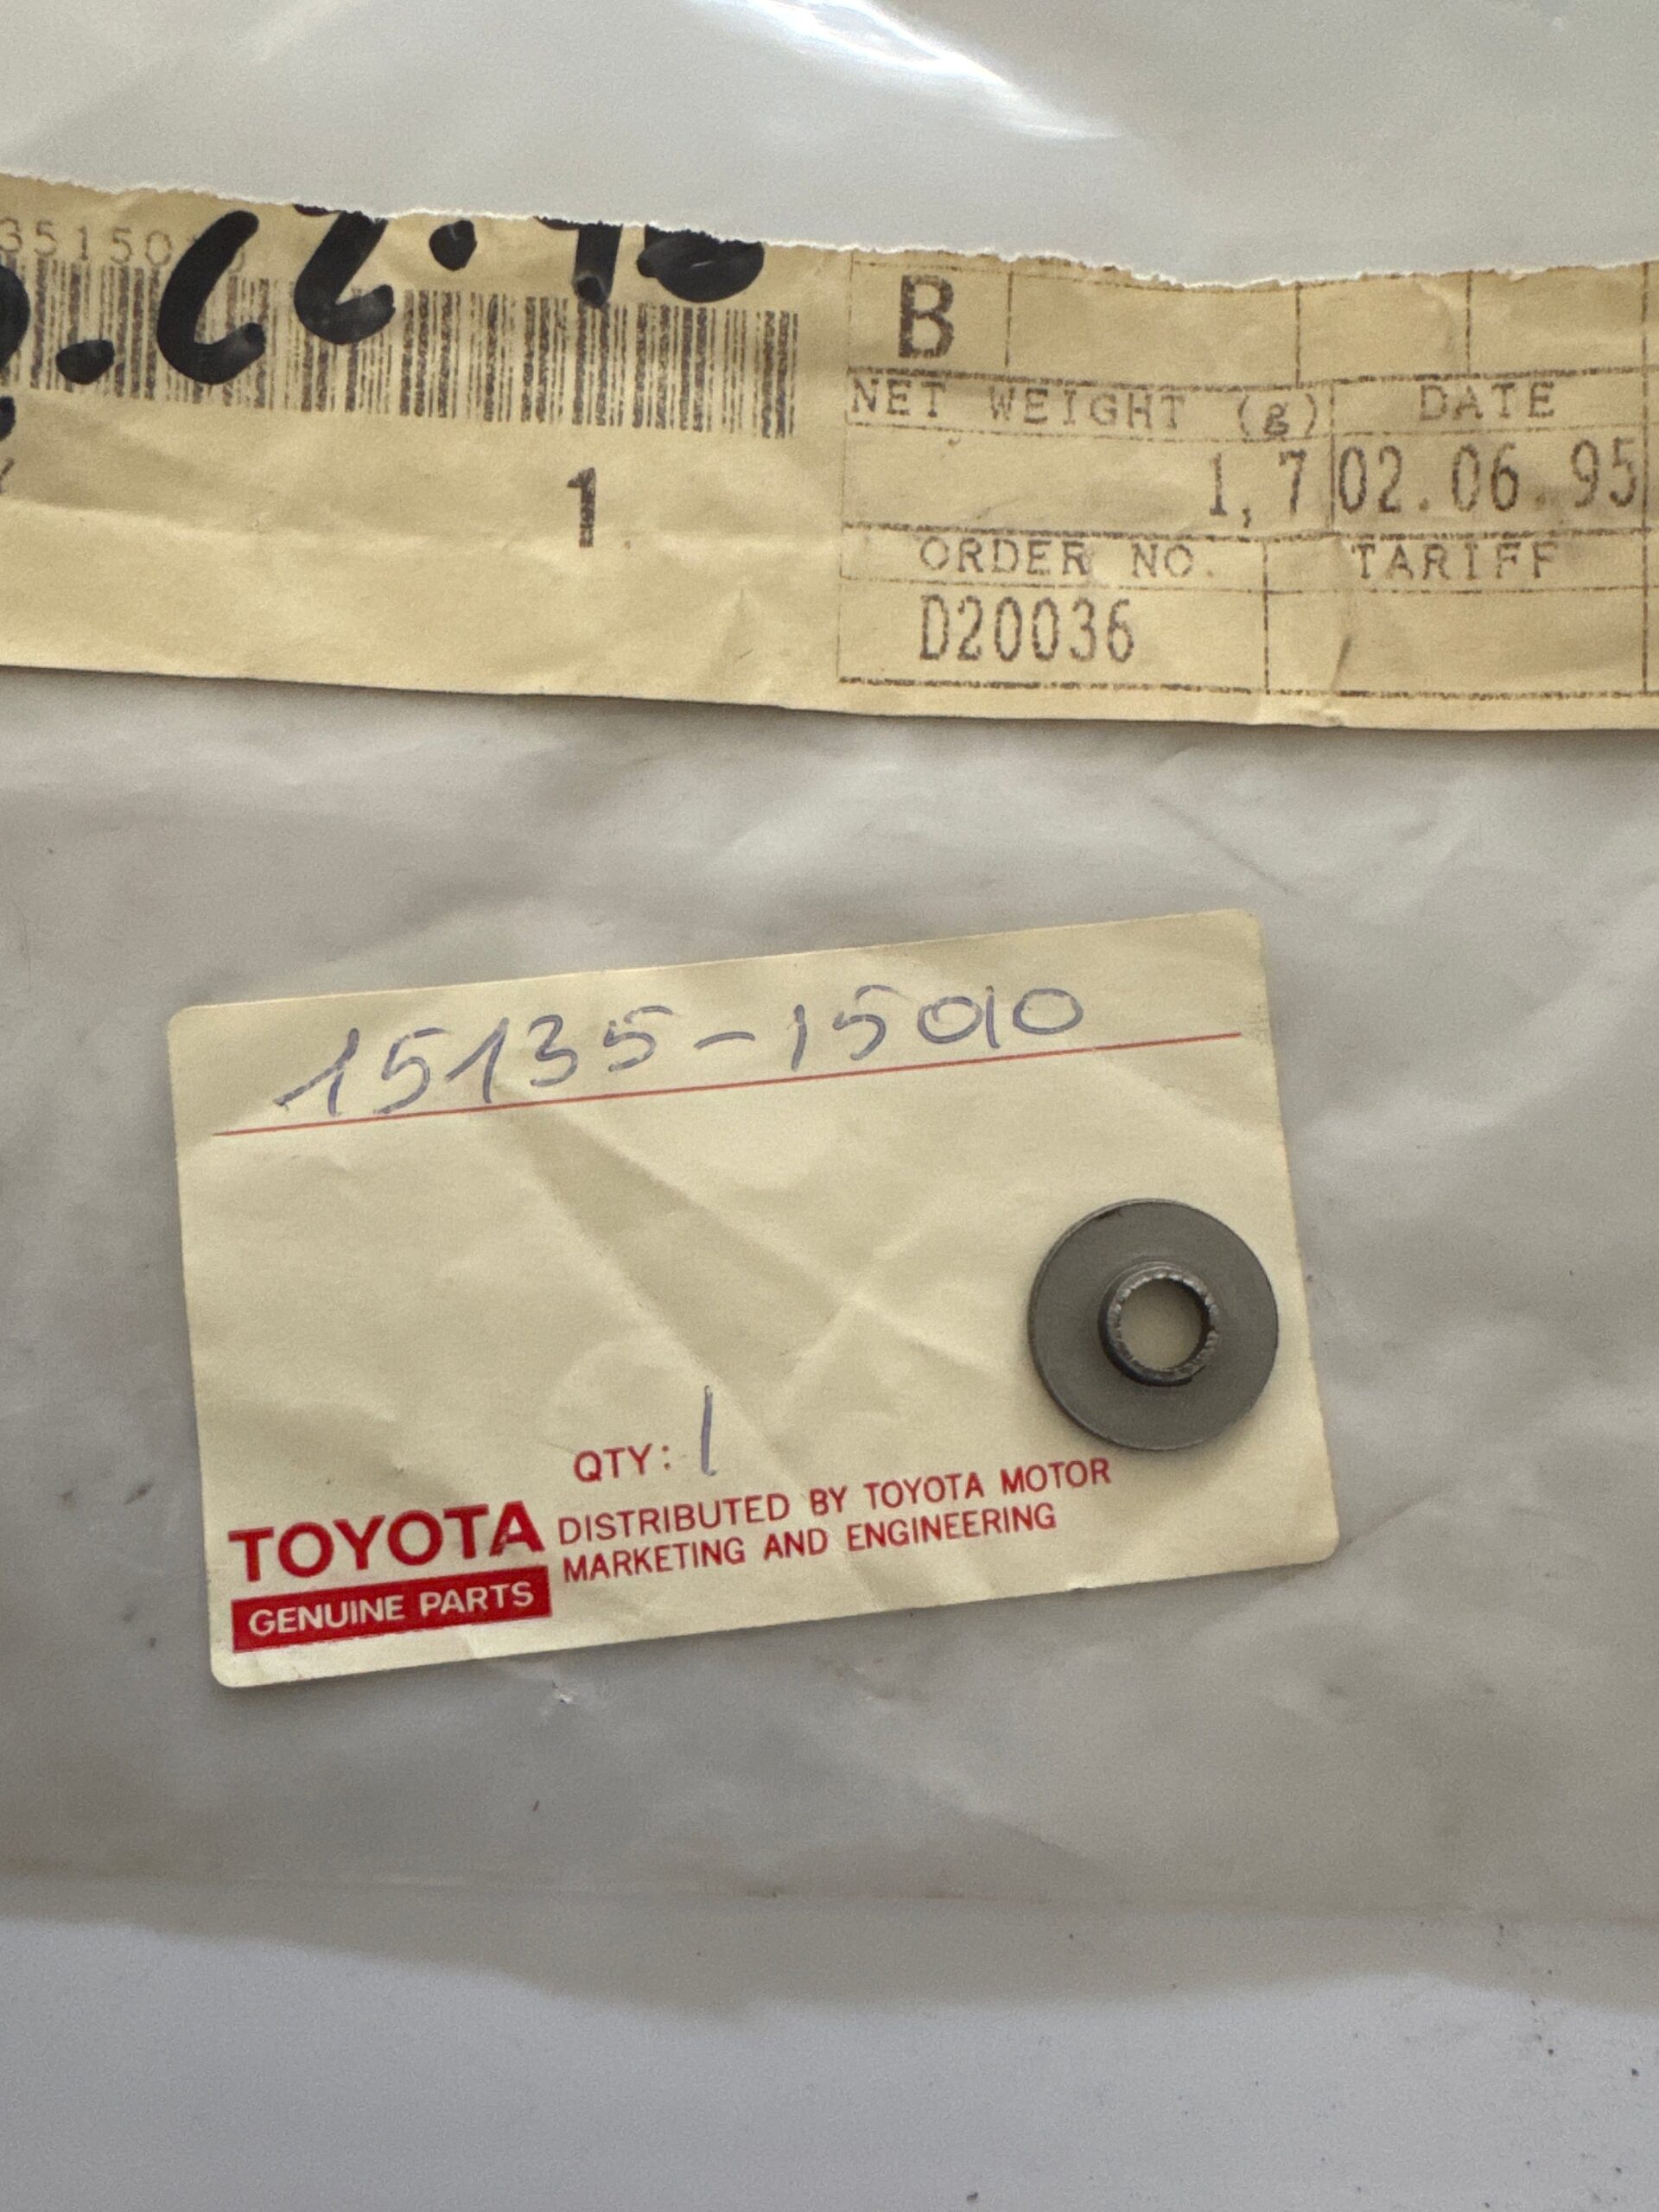 B
NET WEIGHT (g) DATE
1 1,7 02.06.95
ORDER NO. TARIFF
D20036
15135-15010
QTY: 1
TOYOTA DISTRIBUTED BY TOYOTA MOTOR
GENUINE PARTS MARKETING AND ENGINEERING